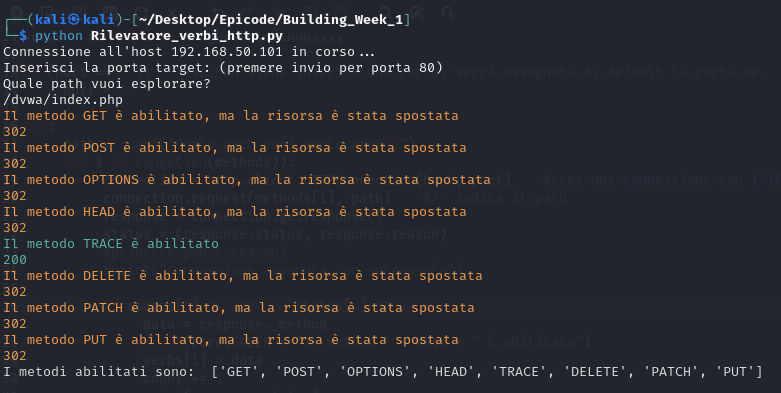 ┌──(kali㉿kali)-[~/Desktop/Epicode/Building_Week_1]
└─$ python Rilevatore_verbi_http.py
Connessione all'host 192.168.50.101 in corso...
Inserisci la porta target: (premere invio per porta 80)
Quale path vuoi esplorare?
/dvwa/index.php
Il metodo GET è abilitato, ma la risorsa è stata spostata
302
Il metodo POST è abilitato, ma la risorsa è stata spostata
302
Il metodo OPTIONS è abilitato, ma la risorsa è stata spostata
302
Il metodo HEAD è abilitato, ma la risorsa è stata spostata
302
Il metodo TRACE è abilitato
200
Il metodo DELETE è abilitato, ma la risorsa è stata spostata
302
Il metodo PATCH è abilitato, ma la risorsa è stata spostata
302
Il metodo PUT è abilitato, ma la risorsa è stata spostata
302
I metodi abilitati sono:  ['GET', 'POST', 'OPTIONS', 'HEAD', 'TRACE', 'DELETE', 'PATCH', 'PUT']